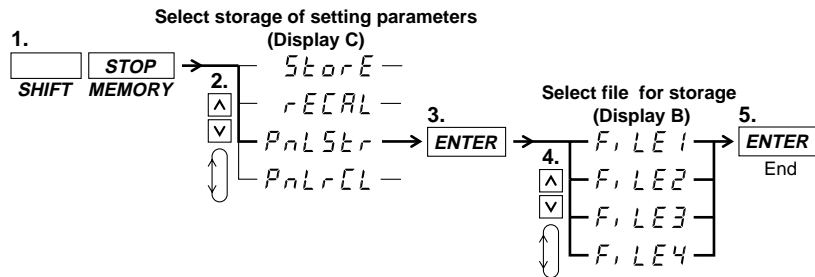 Select storage of setting parameters
(Display C)
1.
STOP
SHIFT MEMORY
2.
StorE
rECAL
PnLStr
PnLrCL
3.
ENTER
Select file for storage
(Display B)
4.
FiLE1
FiLE2
FiLE3
FiLE4
5.
ENTER
End